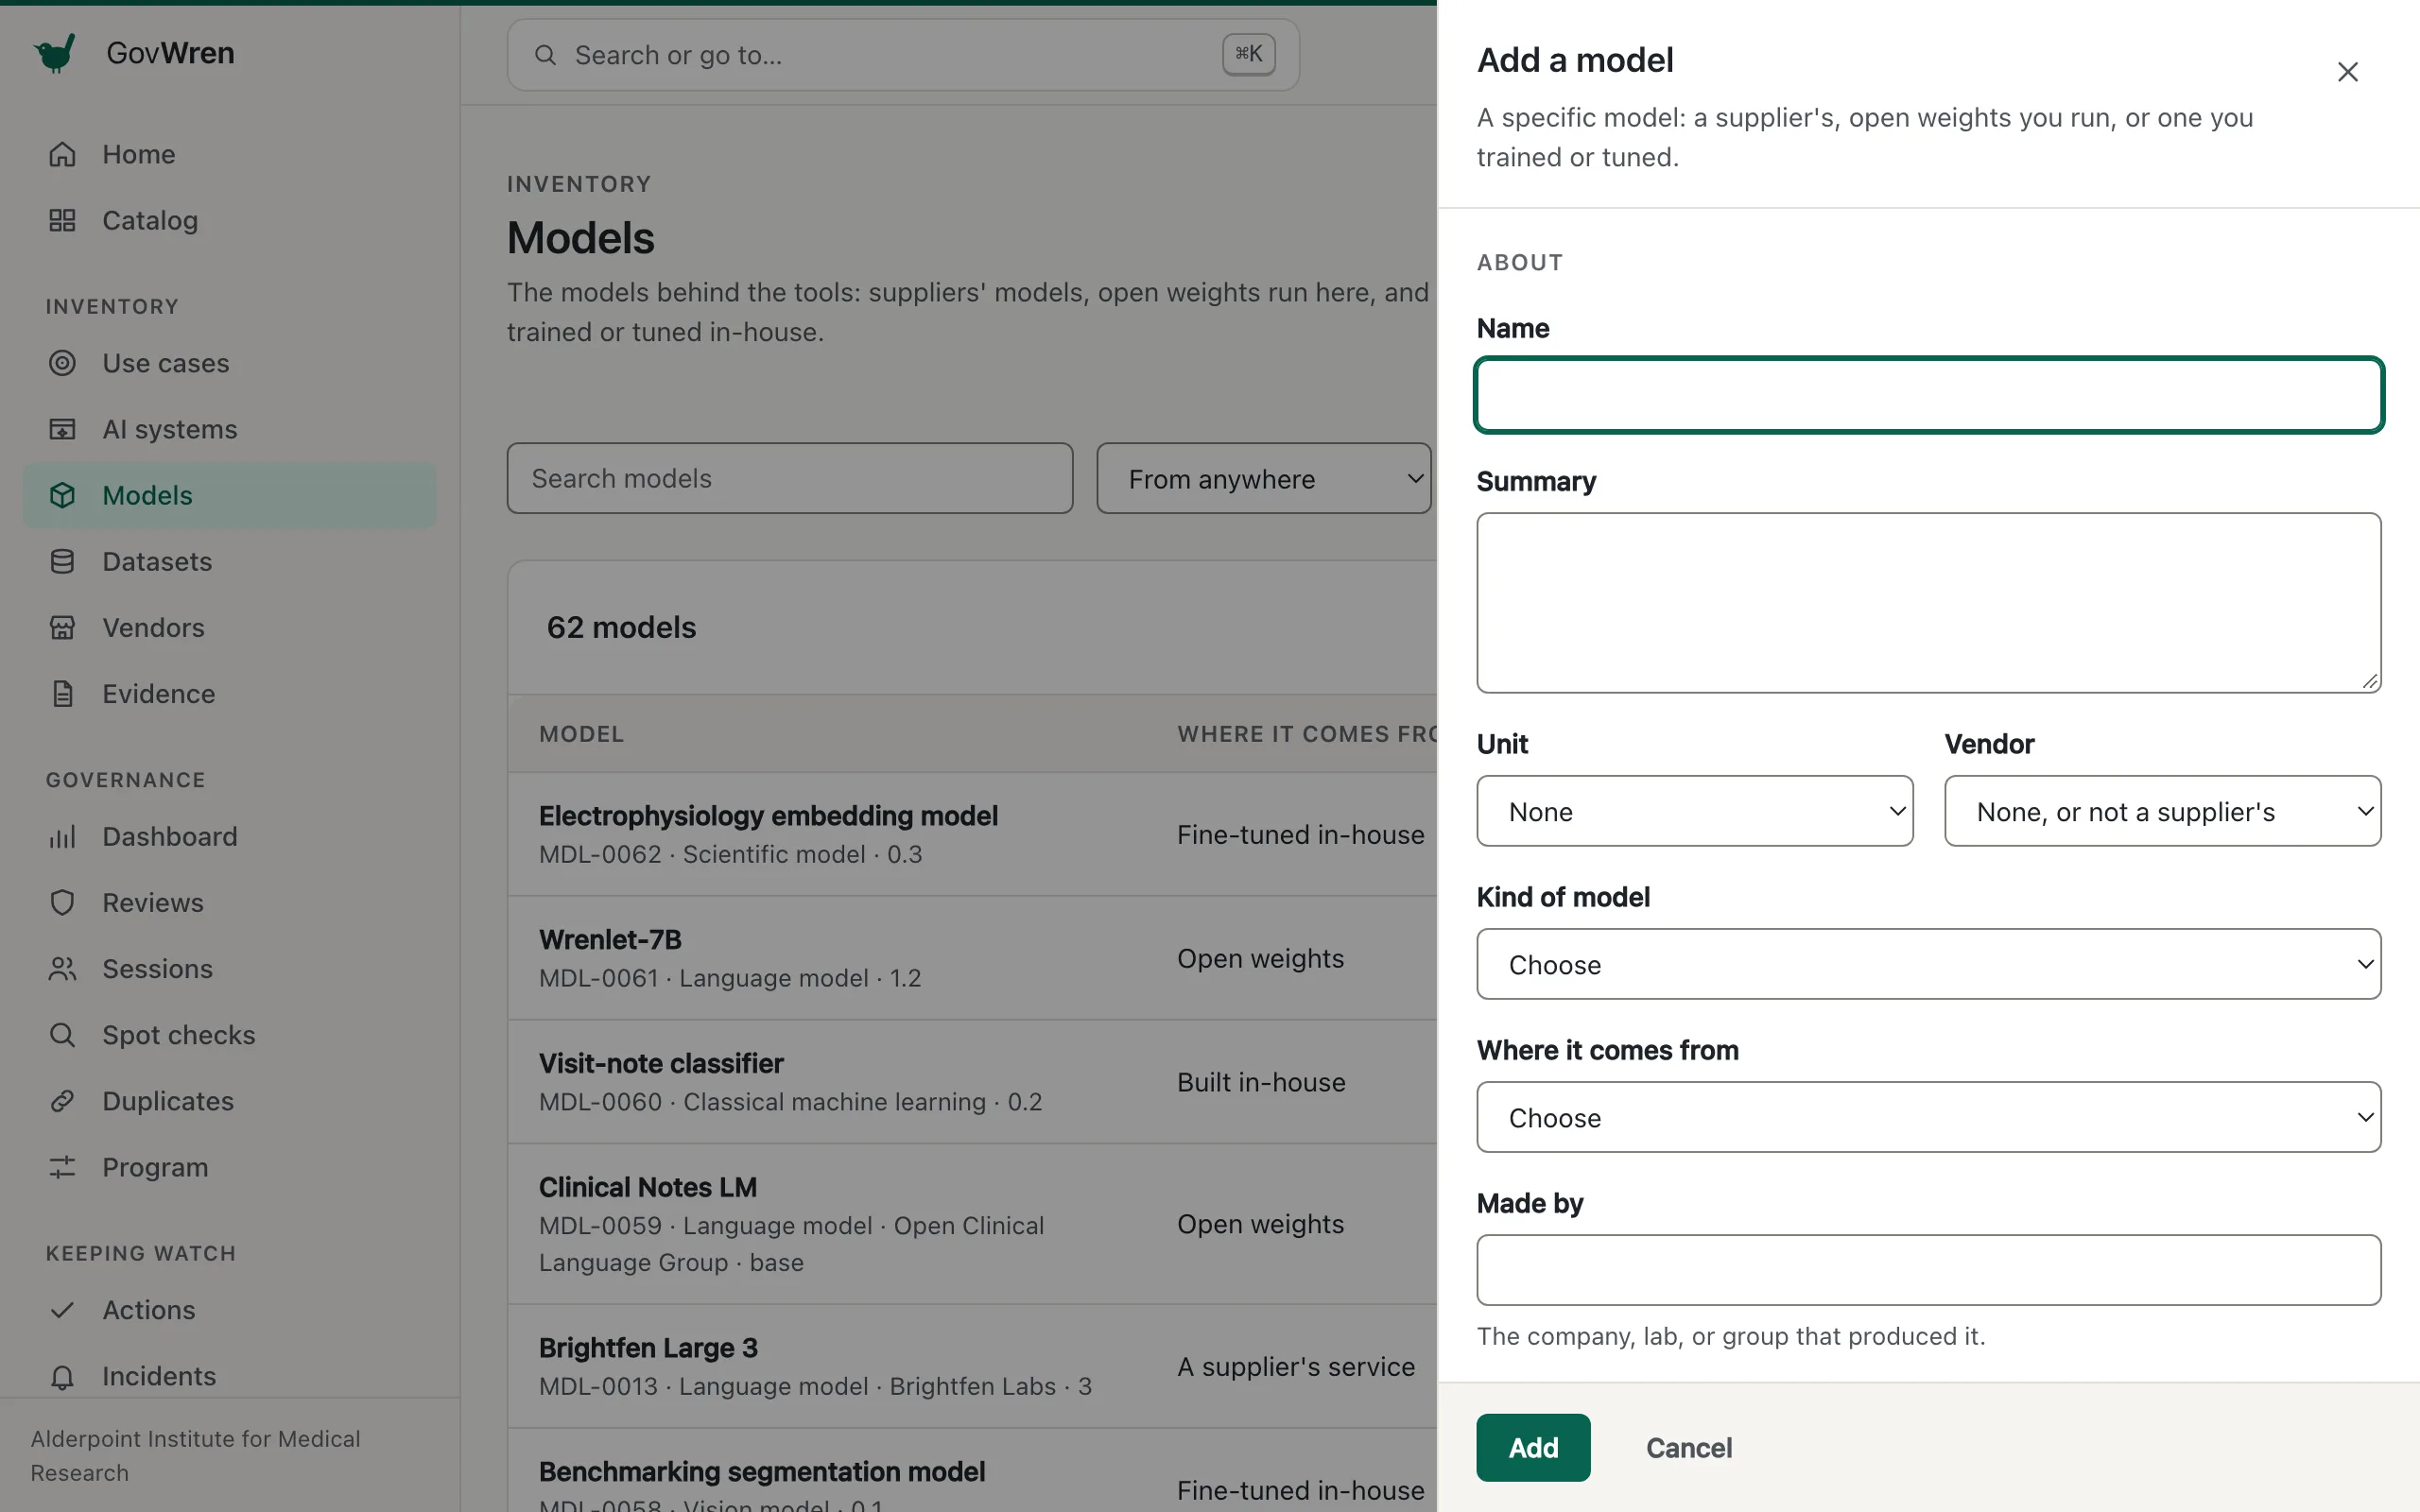 GovWren
Home
Catalog
INVENTORY
Use cases
AI systems
Models
Datasets
Vendors
Evidence
GOVERNANCE
Dashboard
Reviews
Sessions
Spot checks
Duplicates
Program
KEEPING WATCH
Actions
Incidents
Alderpoint Institute for Medical
Research
Search or go to...
⌘K
INVENTORY
Models
The models behind the tools: suppliers' models, open weights run here, and
trained or tuned in-house.
Search models
From anywhere
62 models
MODEL
WHERE IT COMES FRO
Electrophysiology embedding model
MDL-0062 · Scientific model · 0.3
Fine-tuned in-house
Wrenlet-7B
MDL-0061 · Language model · 1.2
Open weights
Visit-note classifier
MDL-0060 · Classical machine learning · 0.2
Built in-house
Clinical Notes LM
MDL-0059 · Language model · Open Clinical
Language Group · base
Open weights
Brightfen Large 3
MDL-0013 · Language model · Brightfen Labs · 3
A supplier's service
Benchmarking segmentation model
MDL-0058 · Vision model · 0.1
Fine-tuned in-house
Add a model
A specific model: a supplier's, open weights you run, or one you
trained or tuned.
ABOUT
Name
Summary
Unit
Vendor
None
None, or not a supplier's
Kind of model
Choose
Where it comes from
Choose
Made by
The company, lab, or group that produced it.
Add
Cancel